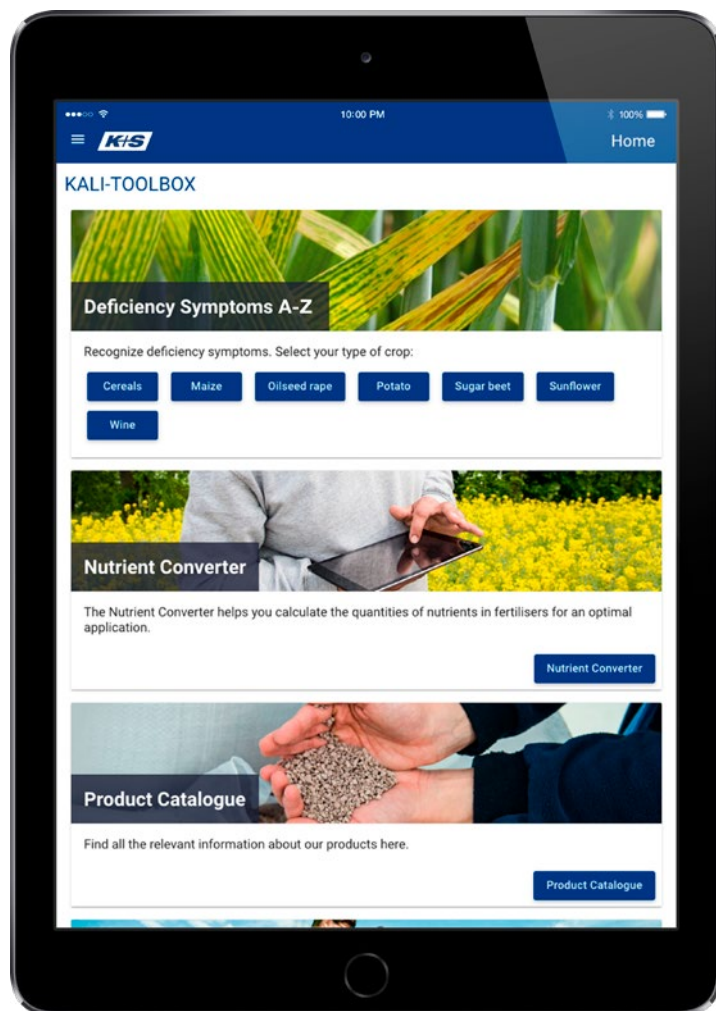 10:00 PM
100%
K+S
Home
KALI-TOOLBOX
Deficiency Symptoms A-Z
Recognize deficiency symptoms. Select your type of crop:
Cereals
Maize
Oilseed rape
Potato
Sugar beet
Sunflower
Wine
Nutrient Converter
The Nutrient Converter helps you calculate the quantities of nutrients in fertilisers for an optimal
application.
Nutrient Converter
Product Catalogue
Find all the relevant information about our products here.
Product Catalogue